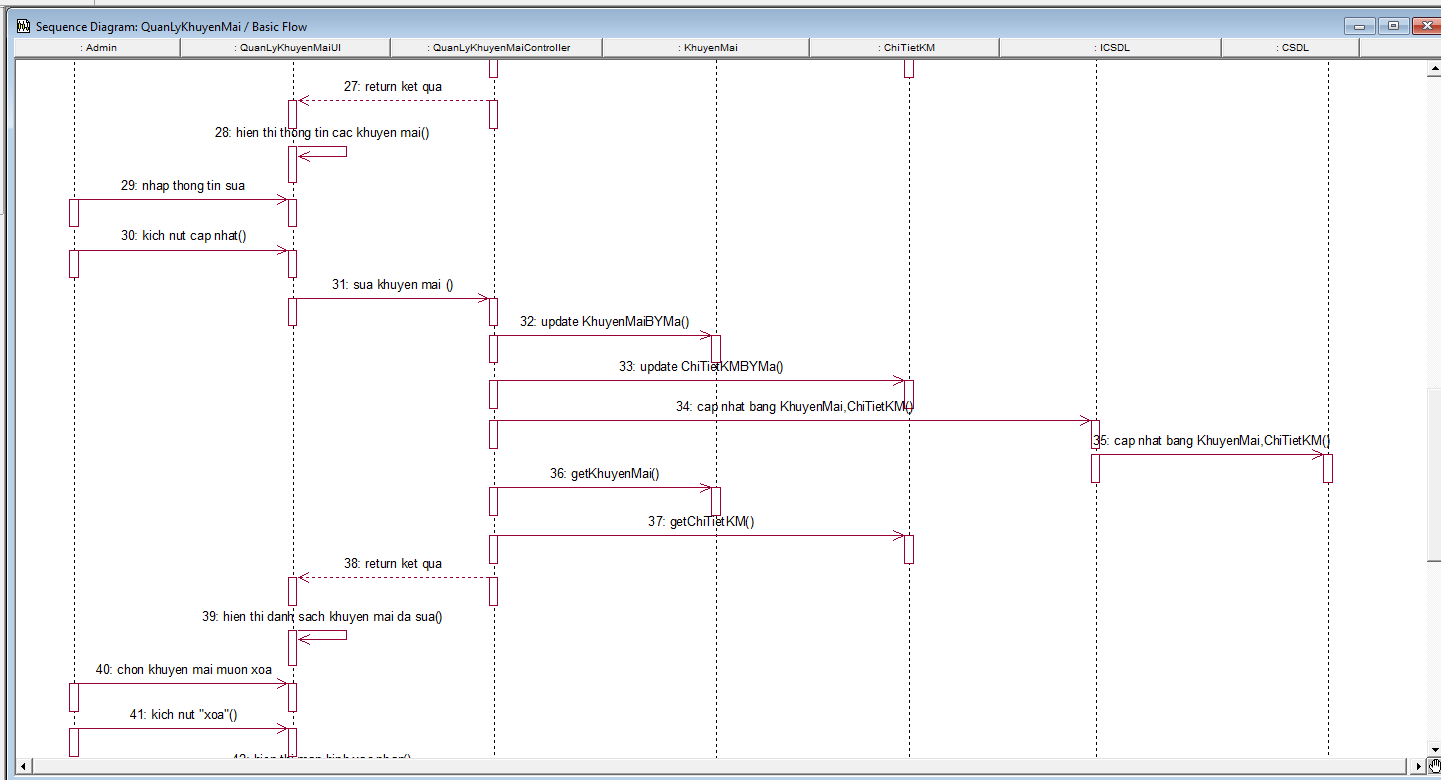 Sequence Diagram: QuanLyKhuyenMai / Basic Flow
: Admin
: QuanLyKhuyenMaiUI
: QuanLyKhuyenMaiController
: KhuyenMai
: ChiTietKM
: ICSDL
: CSDL
27: return ket qua
28: hien thi thong tin cac khuyen mai()
29: nhap thong tin sua
30: kich nut cap nhat()
31: sua khuyen mai ()
32: update KhuyenMaiBYMa()
33: update ChiTietKMBYMa()
34: cap nhat bang KhuyenMai,ChiTietKM()
35: cap nhat bang KhuyenMai,ChiTietKM()
36: getKhuyenMai()
37: getChiTietKM()
38: return ket qua
39: hien thi danh sach khuyen mai da sua()
40: chon khuyen mai muon xoa
41: kich nut "xoa"()